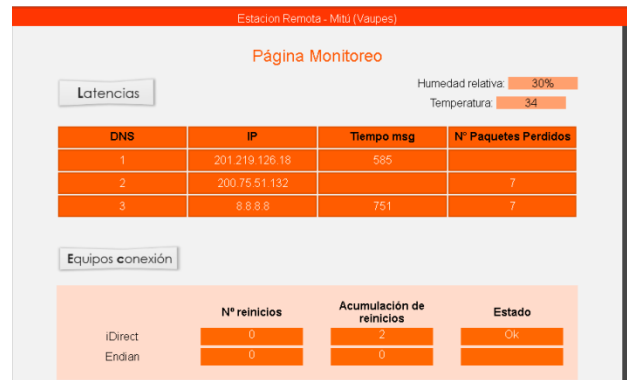 Estacion Remota - Mitú (Vaupes)
Página Monitoreo
Latencias
Humedad relativa: 30%
Temperatura: 34
DNS IP Tiempo msg Nº Paquetes Perdidos
1 201.219.126.18 585
2 200.75.51.132 7
3 8.8.8.8 751 7
Equipos conexión
Nº reinicios Acumulación de reinicios Estado
iDirect 0 2 Ok
Endian 0 0